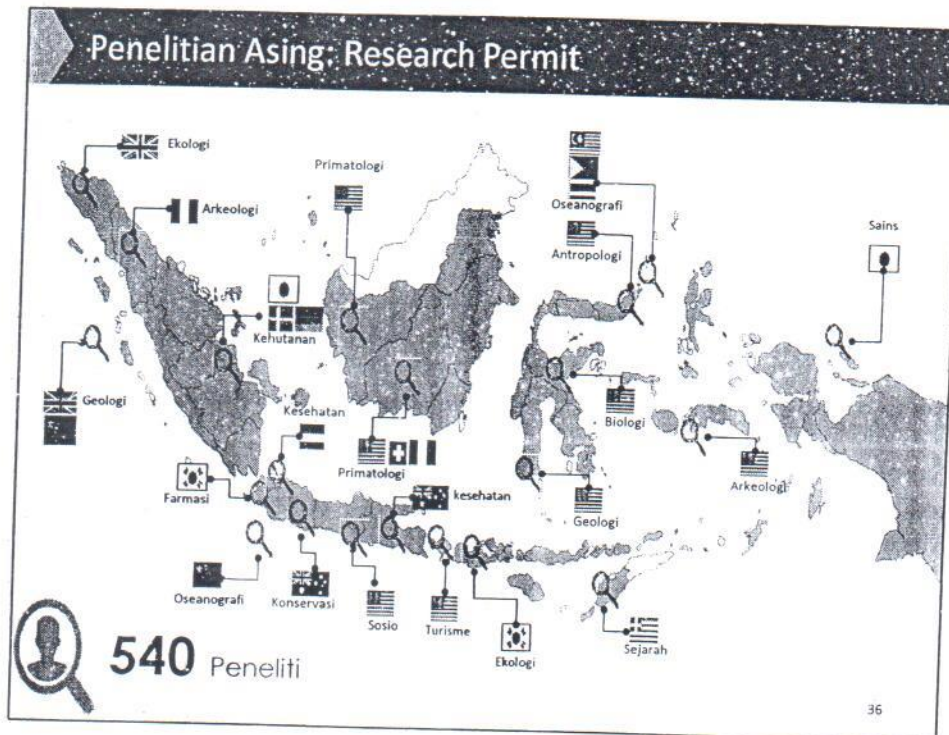 Penelitian Asing: Research Permit
Ekologi
Primatologi
Arkeologi
Oseanografi
Antropologi
Sains
Kehutanan
Geologi
Kesehatan
Biologi
Primatologi
Farmasi
kesehatan
Geologi
Arkeologi
Oseanografi
Konservasi
Sosio
Turisme
Ekologi
Sejarah
540 Peneliti
36